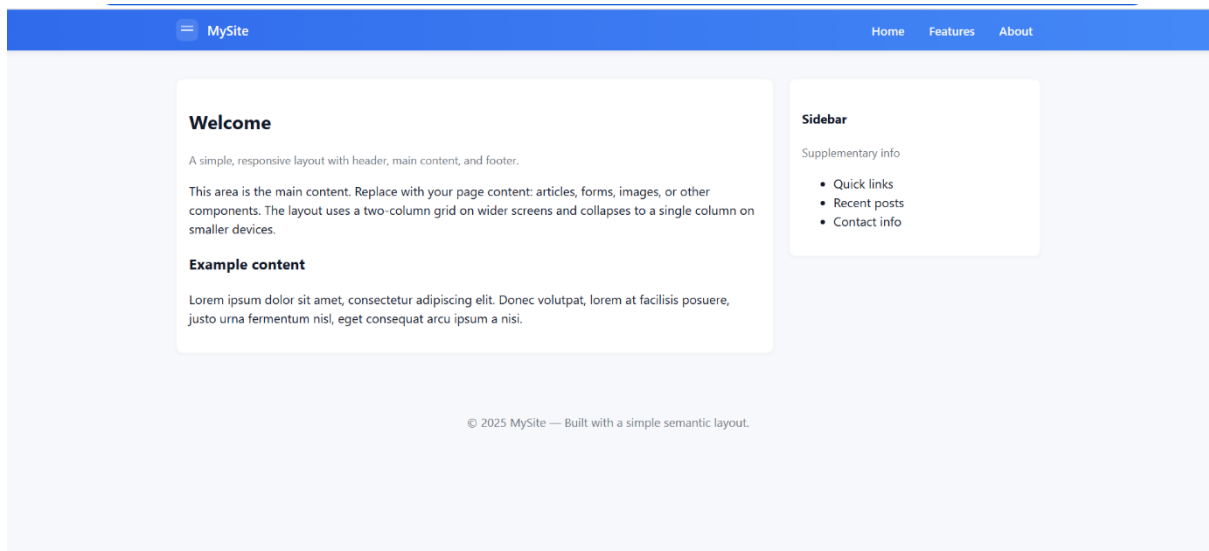 MySite
Home Features About
Welcome
A simple, responsive layout with header, main content, and footer.
This area is the main content. Replace with your page content: articles, forms, images, or other
components. The layout uses a two-column grid on wider screens and collapses to a single column on
smaller devices.
Example content
Lorem ipsum dolor sit amet, consectetur adipiscing elit. Donec volutpat, lorem at facilisis posuere,
justo urna fermentum nisl, eget consequat arcu ipsum a nisi.
Sidebar
Supplementary info
• Quick links
• Recent posts
• Contact info
© 2025 MySite — Built with a simple semantic layout.